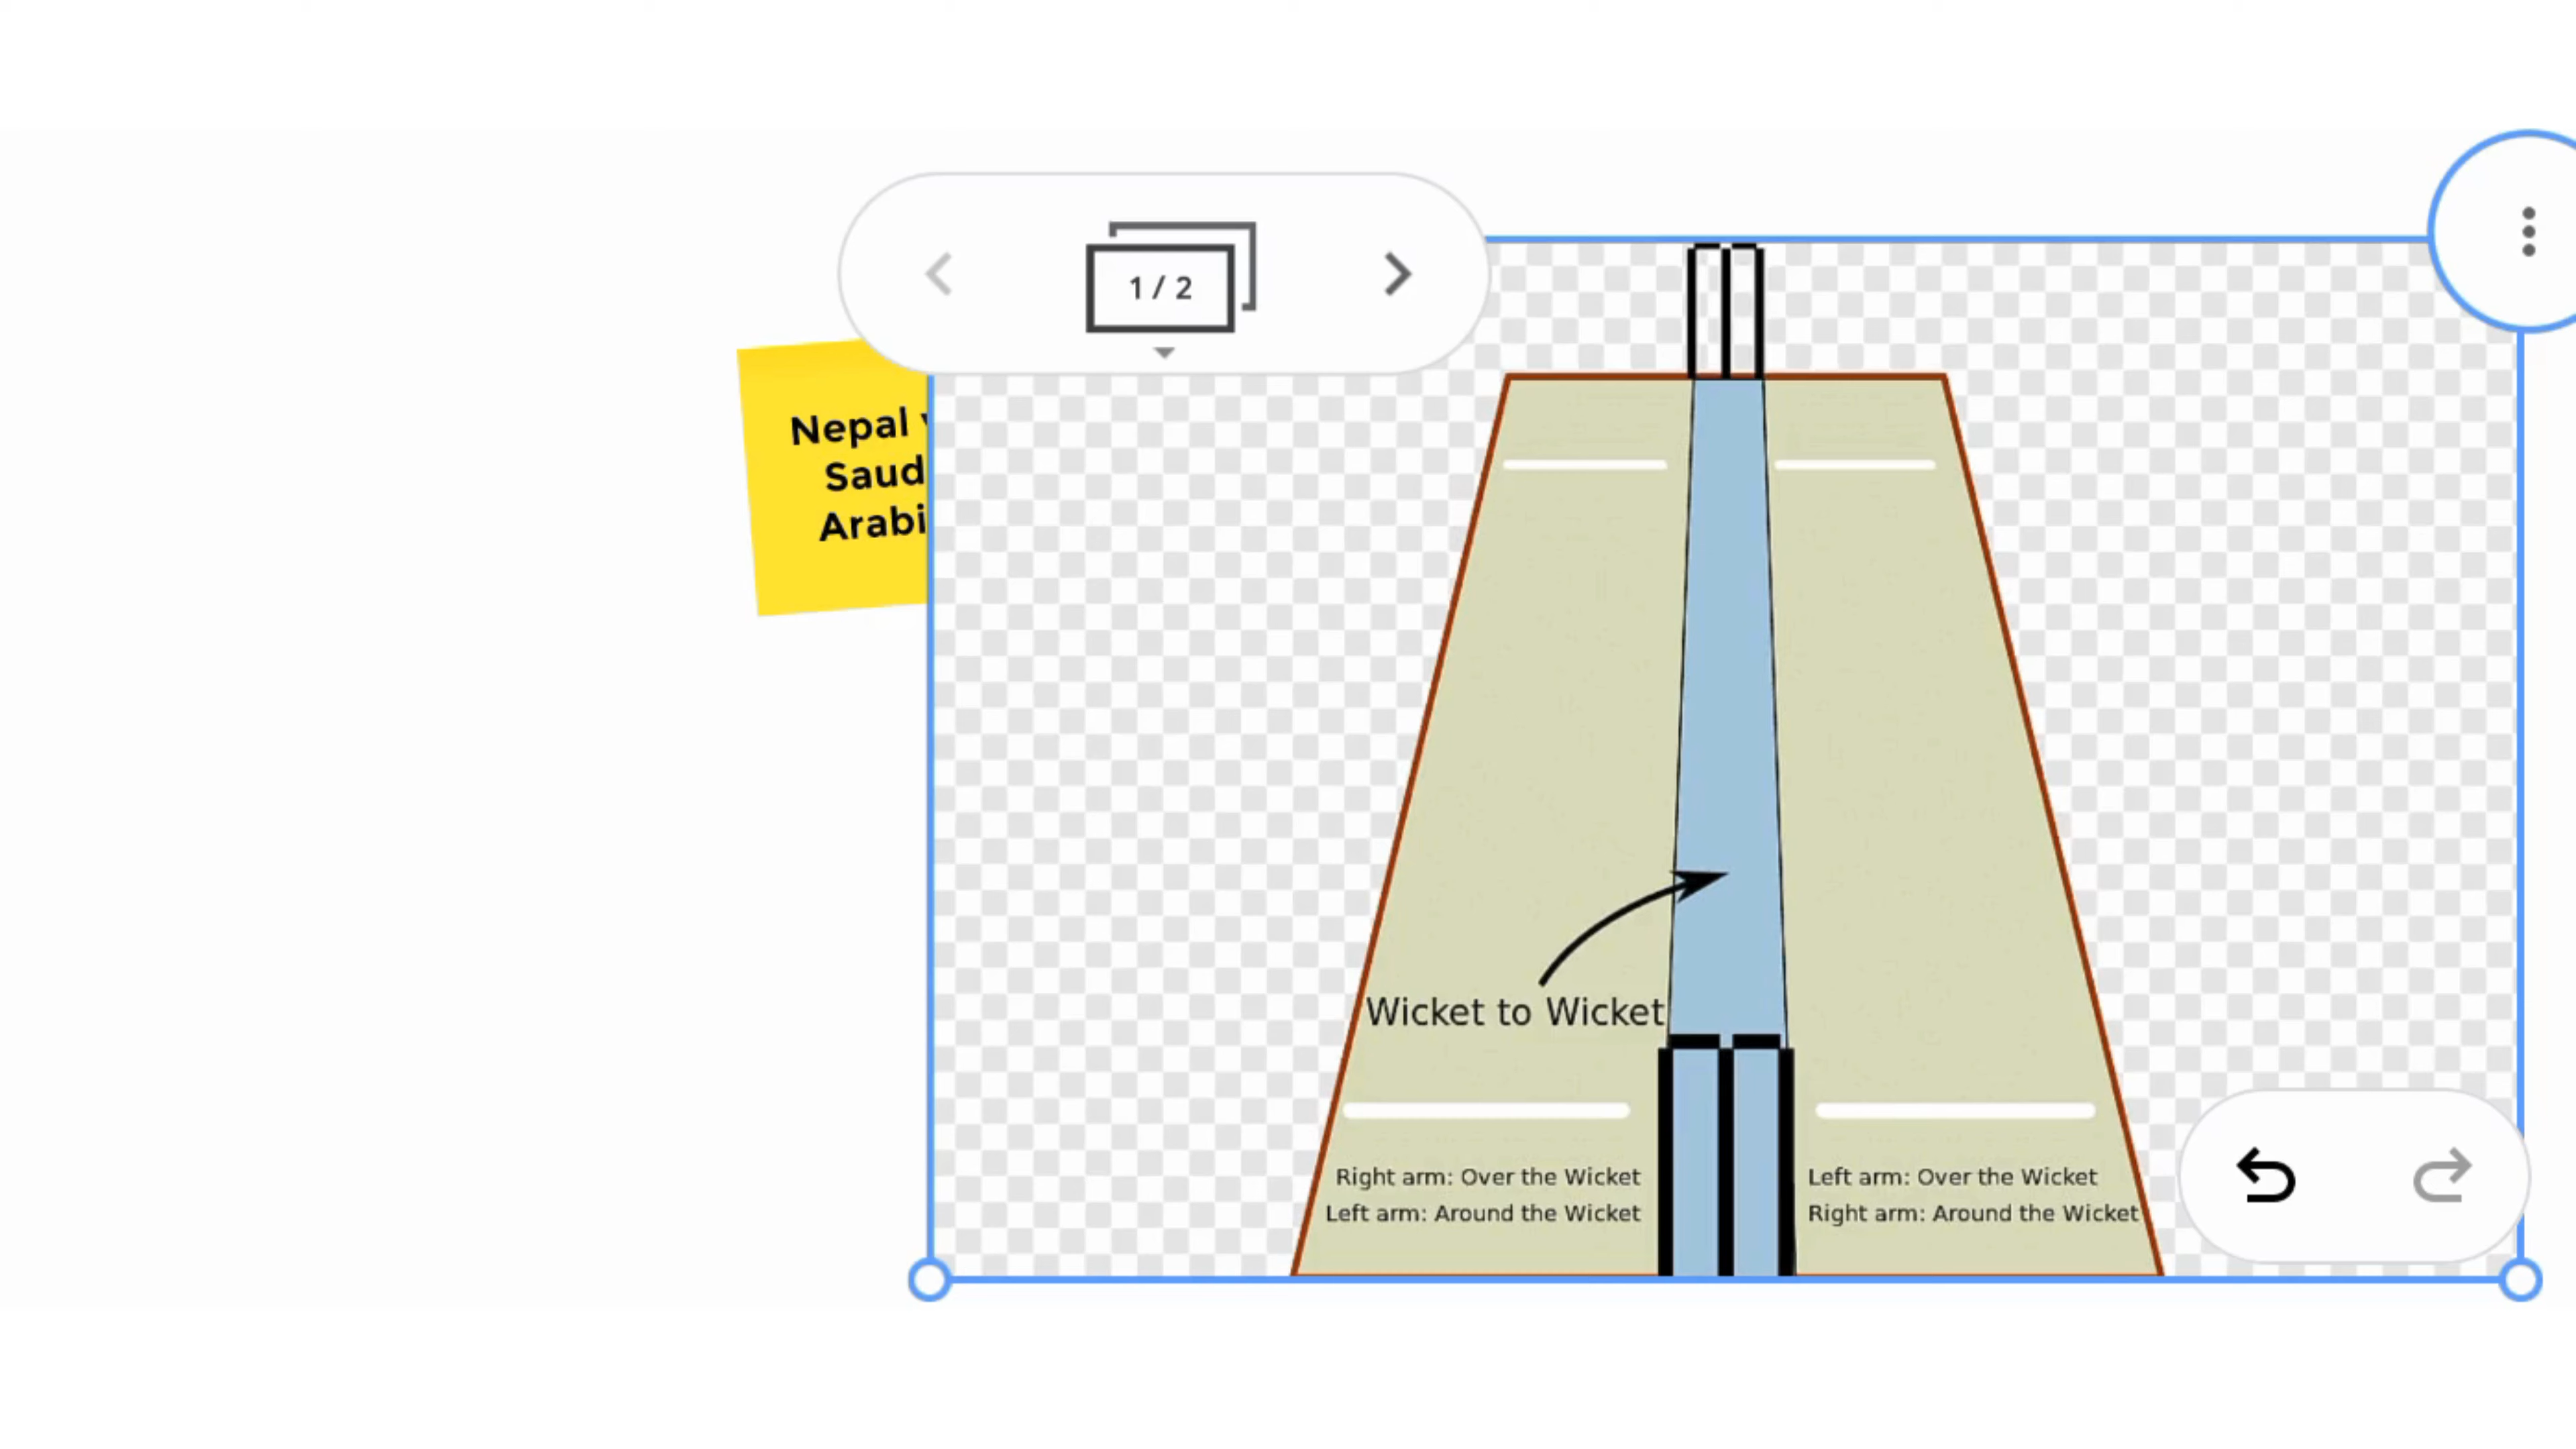 1 / 2
Nepal
Saud
Arabi
Wicket to Wicket
Right arm: Over the Wicket
Left arm: Around the Wicket
Left arm: Over the Wicket
Right arm: Around the Wicket